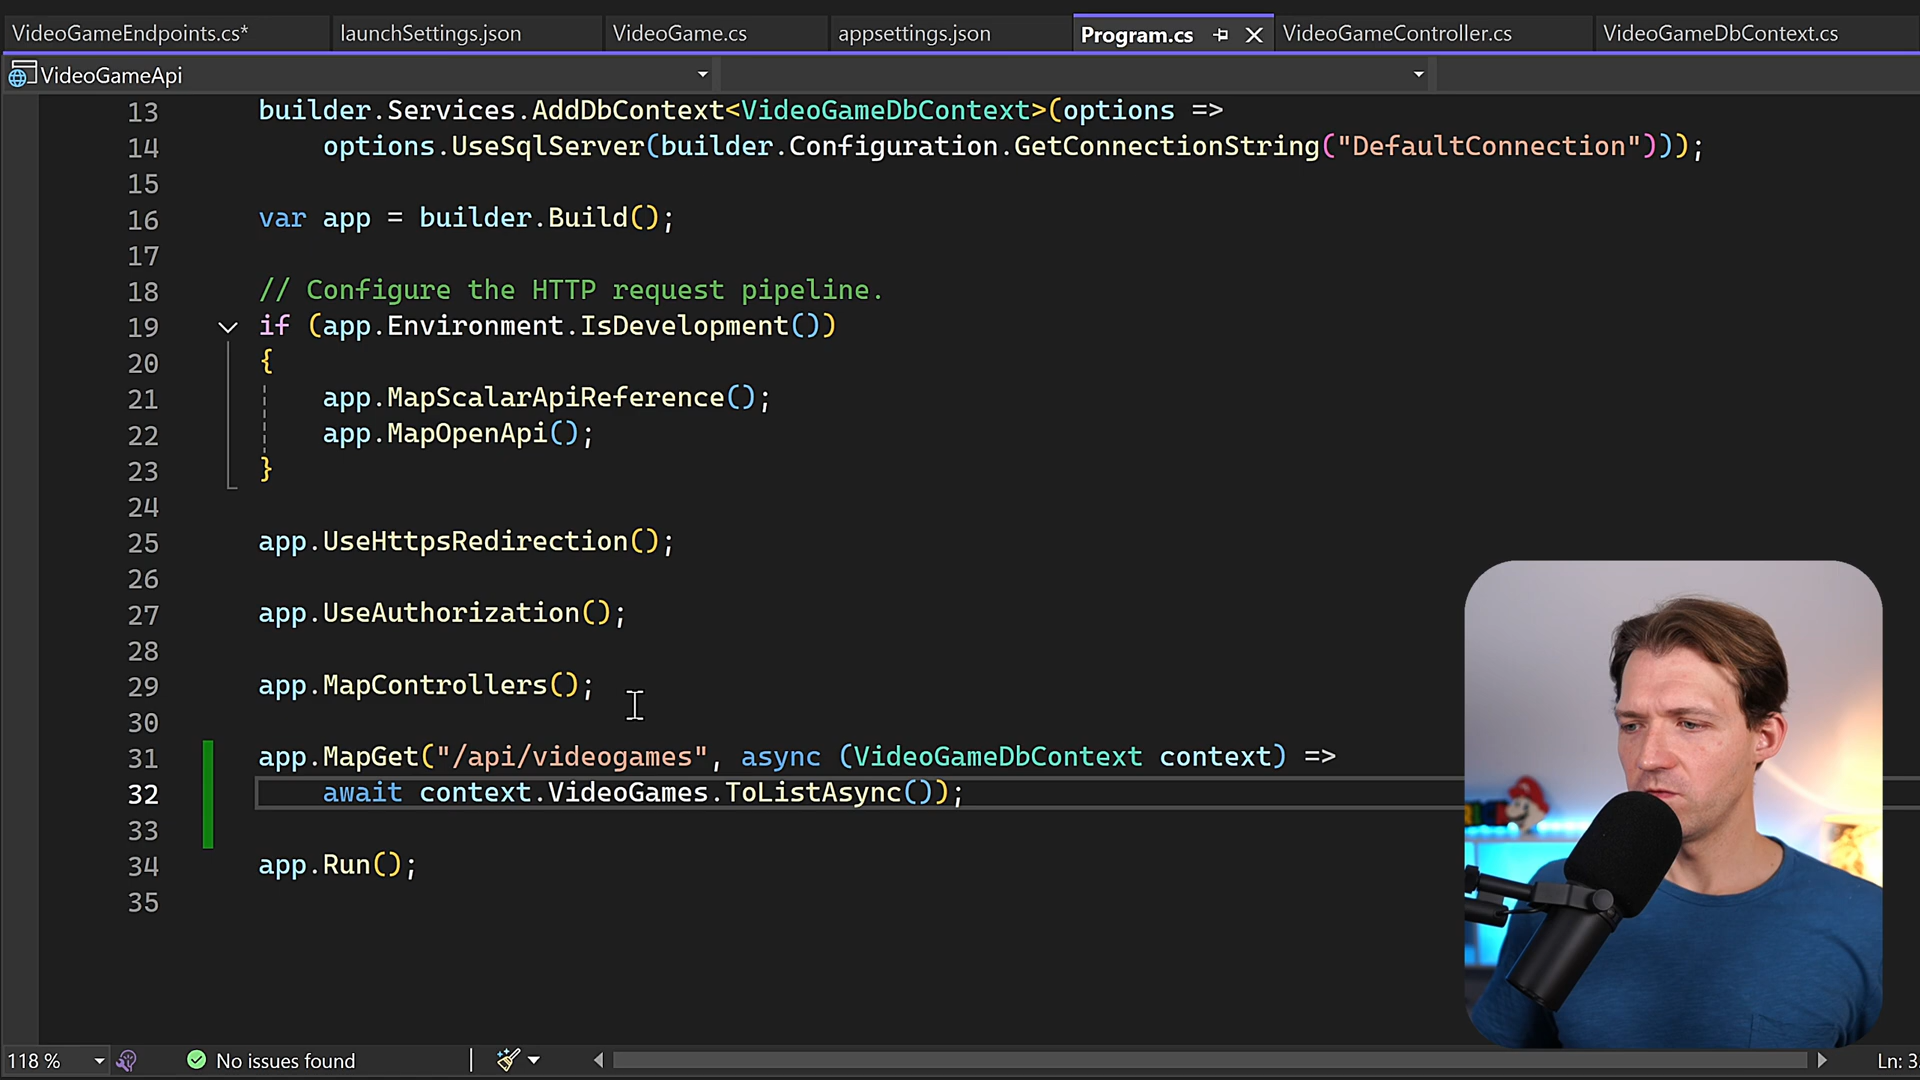 VideoGameEndpoints.cs* launchSettings.json VideoGame.cs appsettings.json Program.cs VideoGameController.cs VideoGameDbContext.cs
VideoGameApi
13 builder.Services.AddDbContext<VideoGameDbContext>(options =>
14 options.UseSqlServer(builder.Configuration.GetConnectionString("DefaultConnection")));
15
16 var app = builder.Build();
17
18 // Configure the HTTP request pipeline.
19 if (app.Environment.IsDevelopment())
20 {
21 app.MapScalarApiReference();
22 app.MapOpenApi();
23 }
24
25 app.UseHttpsRedirection();
26
27 app.UseAuthorization();
28
29 app.MapControllers();
30
31 app.MapGet("/api/videogames", async (VideoGameDbContext context) =>
32 await context.VideoGames.ToListAsync());
33
34 app.Run();
35
118 % No issues found Ln: 3